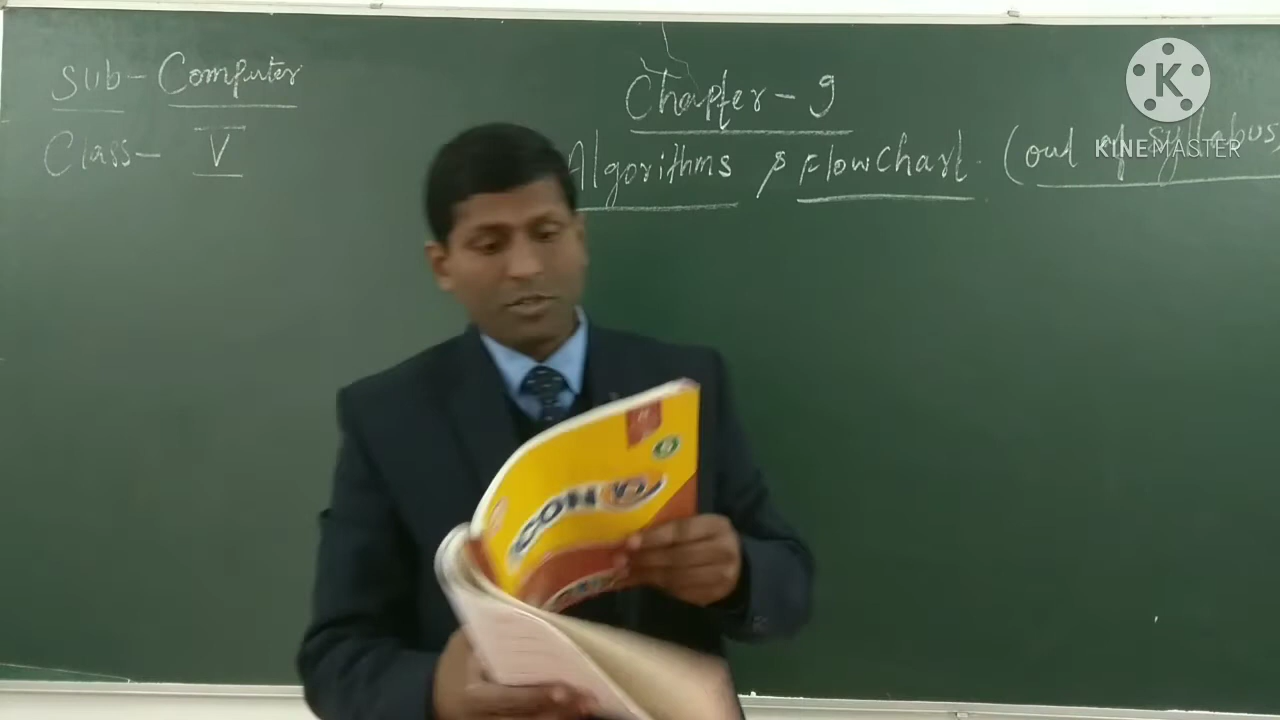 Sub- Computer
Class- V
Chapter-9
Algorithms & Flowchart. (out of syllabus)
KINEMASTER
K